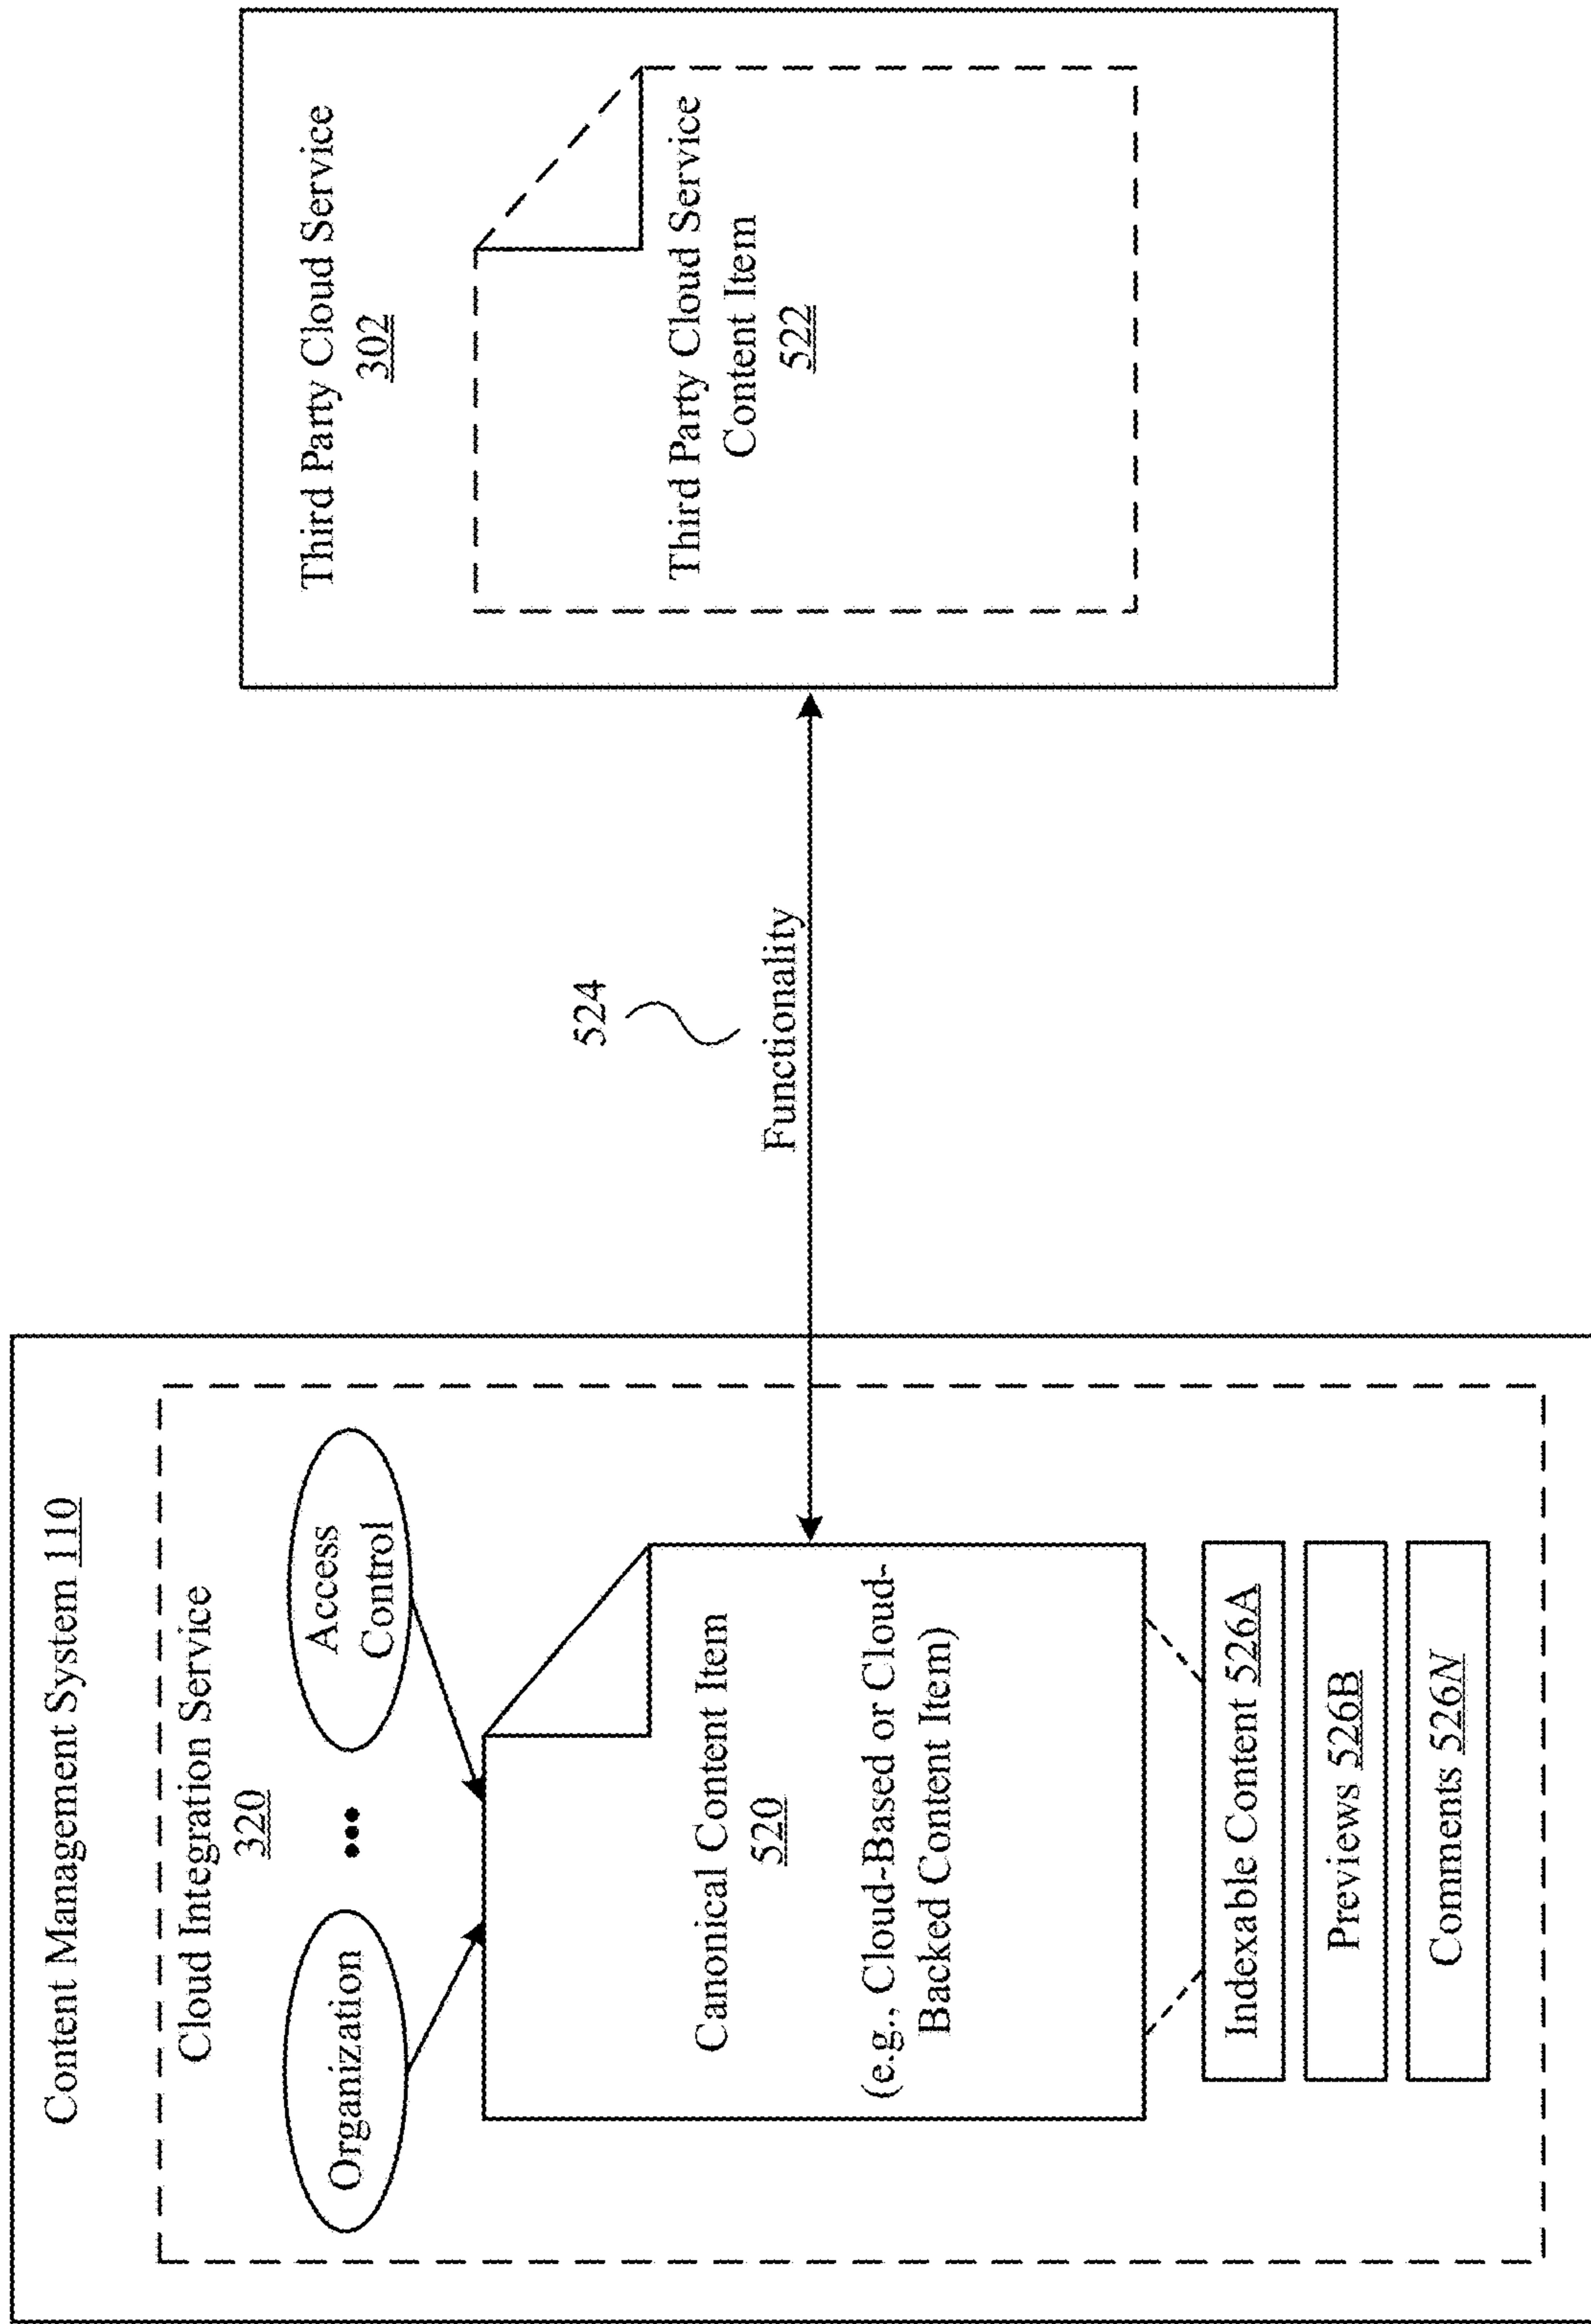 Content Management System 110
Cloud Integration Service
320
Organization
•••
Access
Control
Canonical Content Item
520
(e.g., Cloud-Based or Cloud-
Backed Content Item)
Indexable Content 526A
Previews 526B
Comments 526N
524
Functionality
Third Party Cloud Service
302
Third Party Cloud Service
Content Item
522